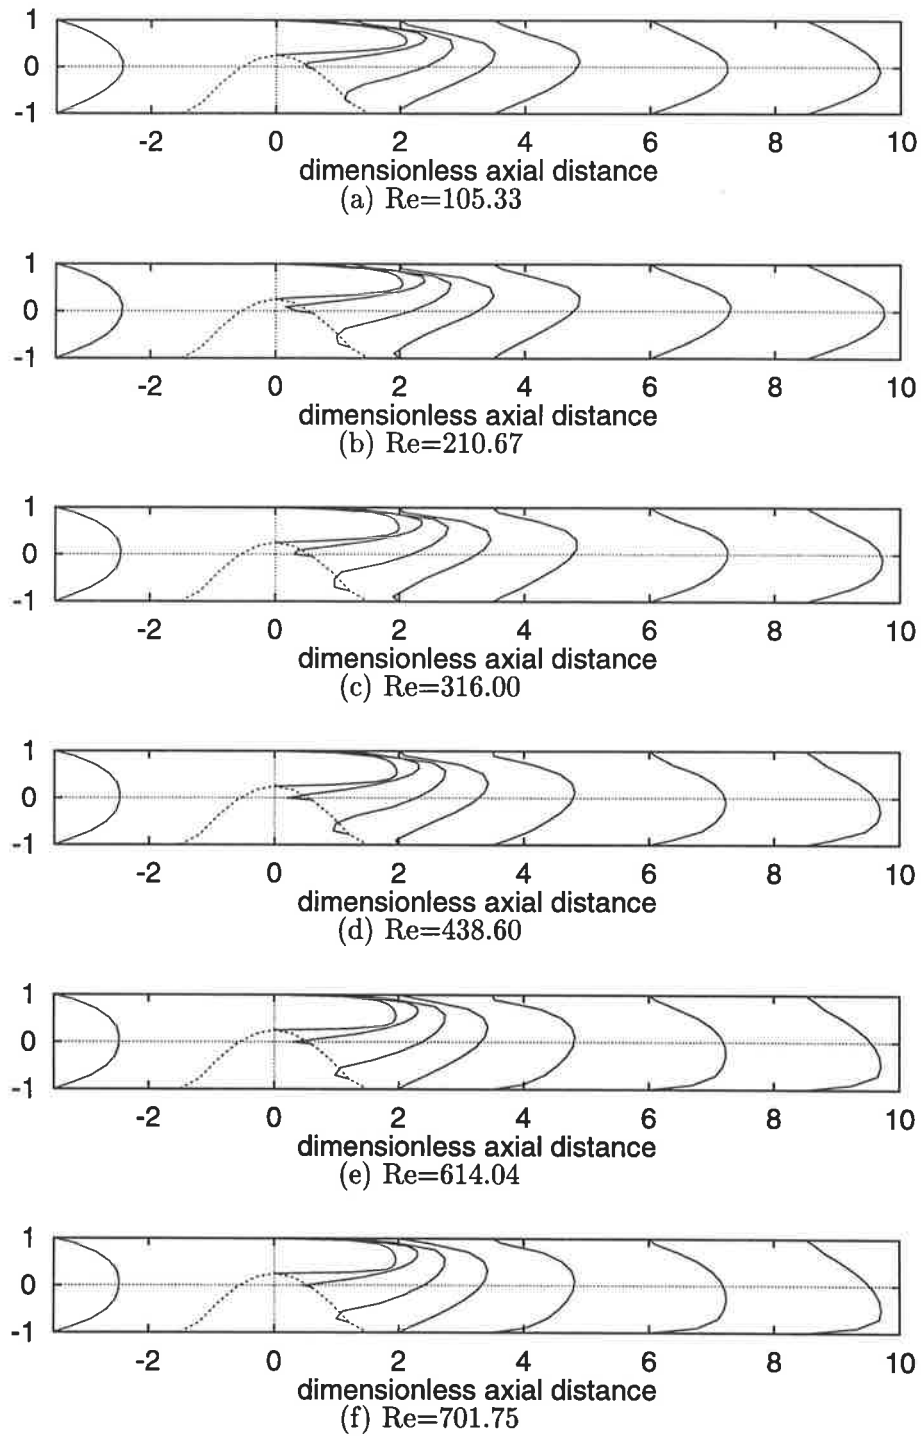 1
0
-1
-2 0 2 4 6 8 10
dimensionless axial distance
(a) Re=105.33
1
0
-1
-2 0 2 4 6 8 10
dimensionless axial distance
(b) Re=210.67
1
0
-1
-2 0 2 4 6 8 10
dimensionless axial distance
(c) Re=316.00
1
0
-1
-2 0 2 4 6 8 10
dimensionless axial distance
(d) Re=438.60
1
0
-1
-2 0 2 4 6 8 10
dimensionless axial distance
(e) Re=614.04
1
0
-1
-2 0 2 4 6 8 10
dimensionless axial distance
(f) Re=701.75